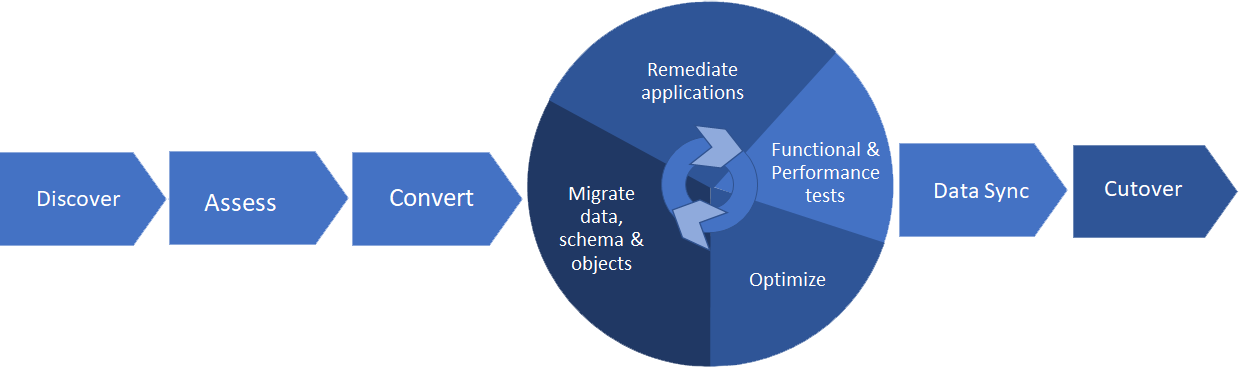 Discover
Assess
Convert
Migrate
data,
schema &
objects
Remediate
applications
Functional &
Performance
tests
Optimize
Data Sync
Cutover